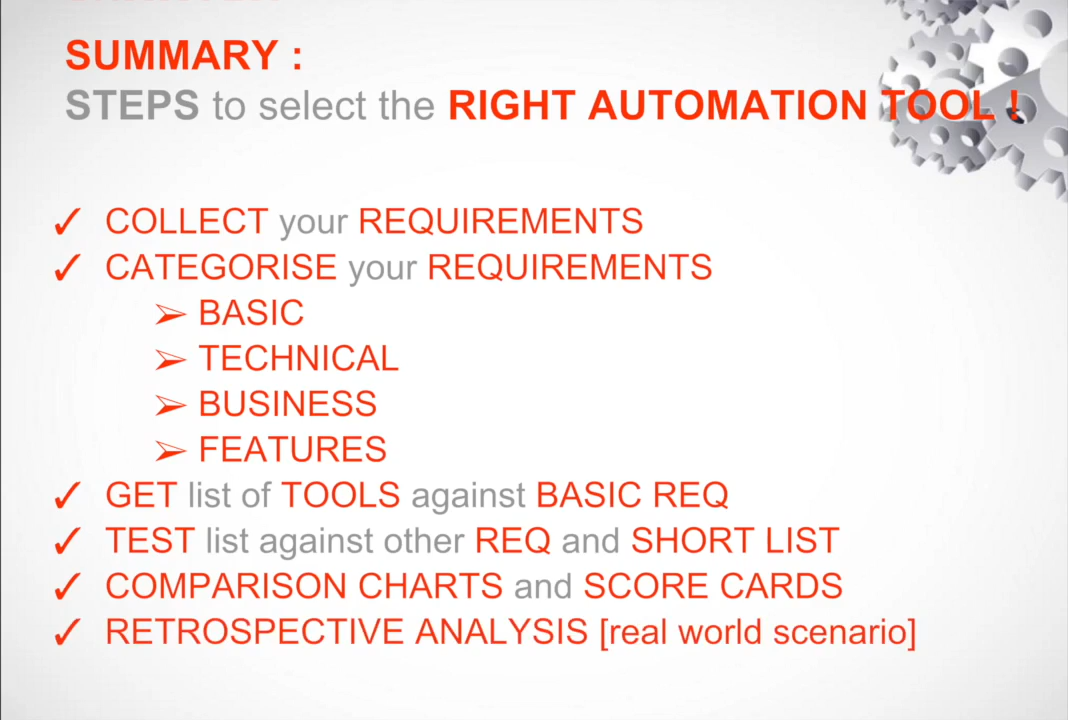 SUMMARY :
STEPS to select the RIGHT AUTOMATION TOOL !
✓ COLLECT your REQUIREMENTS
✓ CATEGORISE your REQUIREMENTS
➢ BASIC
➢ TECHNICAL
➢ BUSINESS
➢ FEATURES
✓ GET list of TOOLS against BASIC REQ
✓ TEST list against other REQ and SHORT LIST
✓ COMPARISON CHARTS and SCORE CARDS
✓ RETROSPECTIVE ANALYSIS [real world scenario]